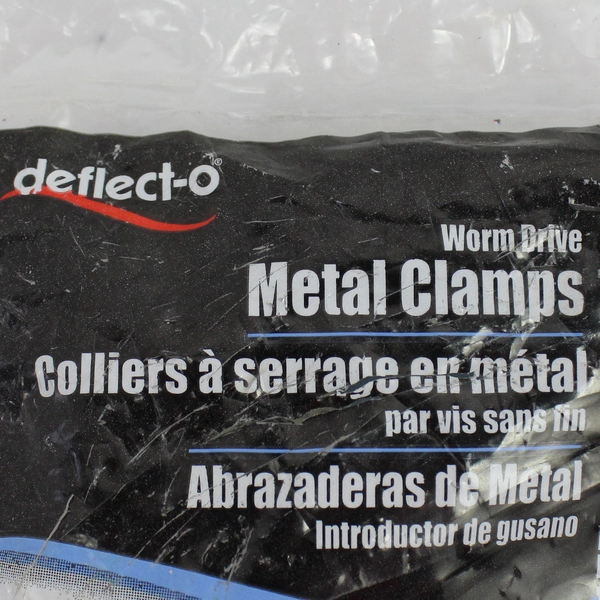 deflect-o®
Worm Drive
Metal Clamps
Colliers à serrage en métal
par vis sans fin
Abrazaderas de Metal
Introductor de gusano